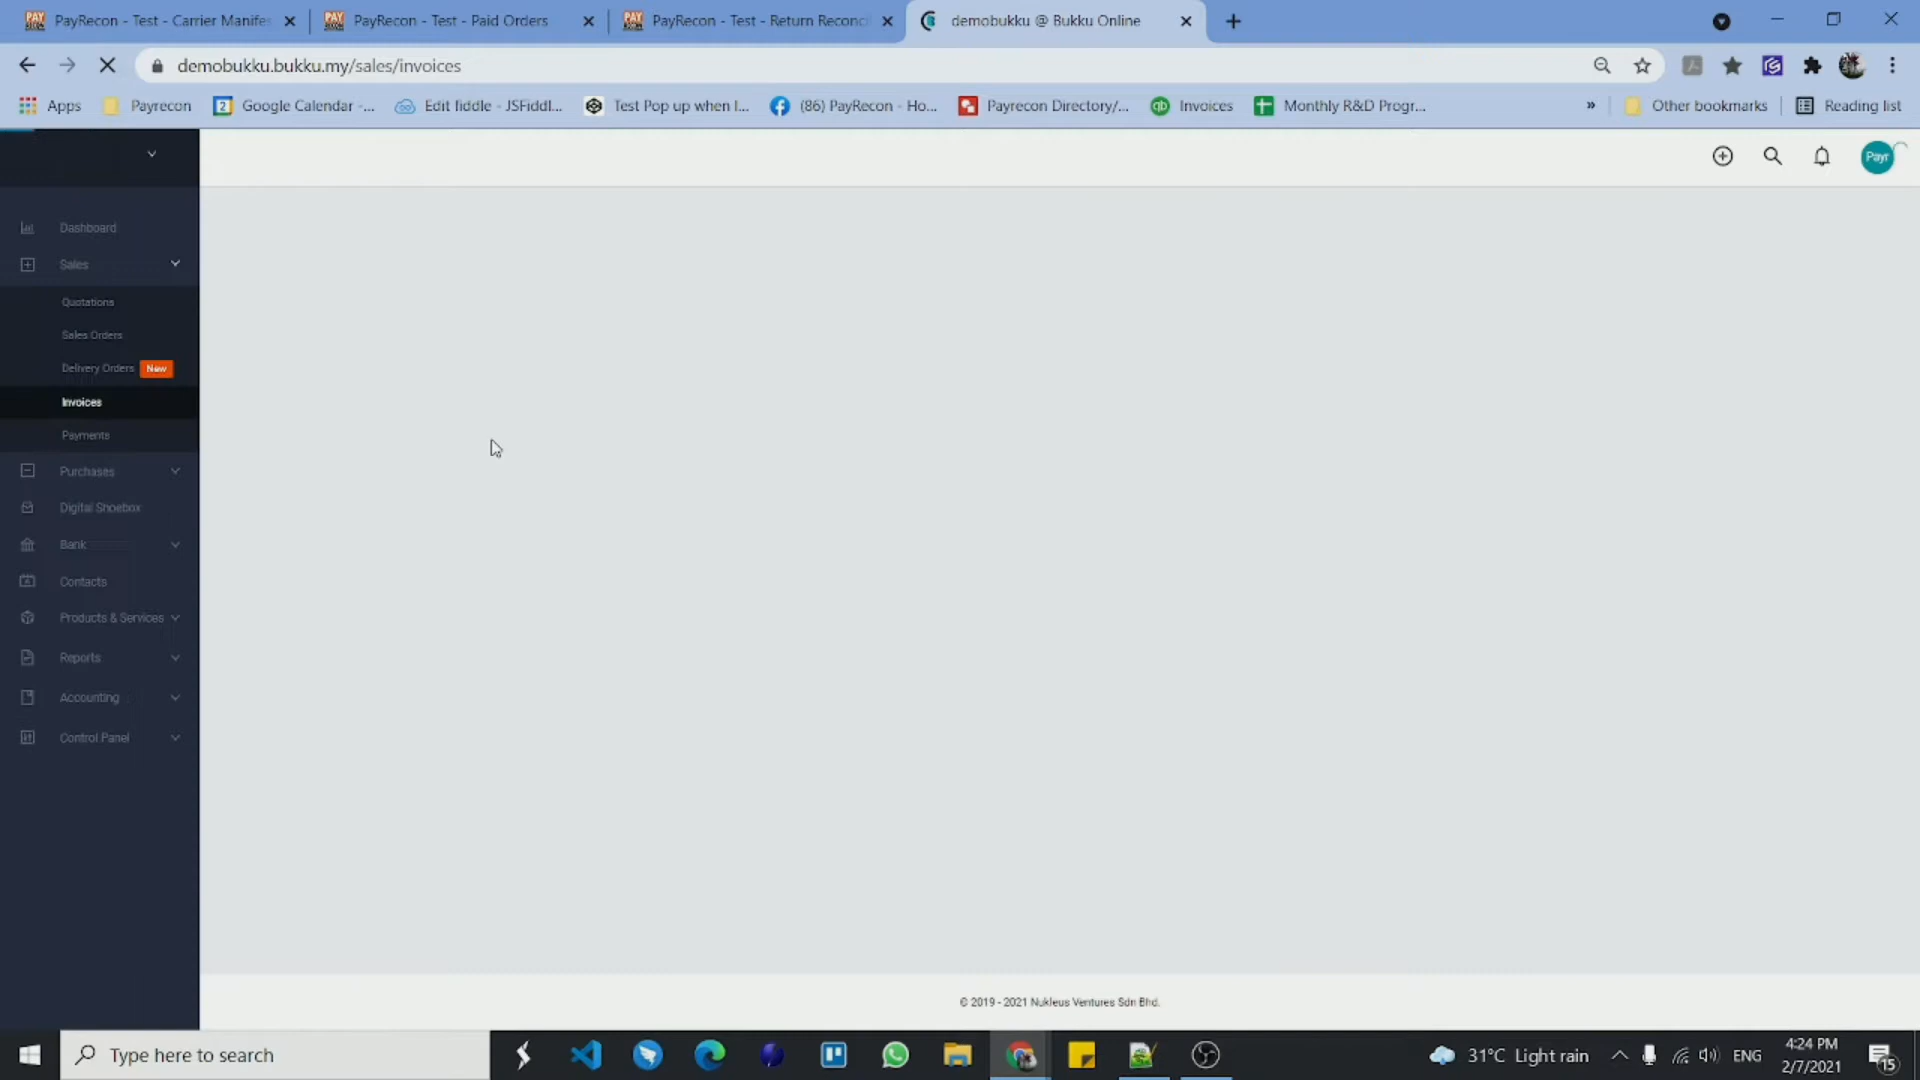 PayRecon - Test - Carrier Manifes
PayRecon - Test - Paid Orders
PayRecon - Test - Return Reconci
demobukku @ Bukku Online
demobukku.bukku.my/sales/invoices
Apps
Payrecon
Google Calendar -...
Edit fiddle - JSFiddl...
Test Pop up when I...
(86) PayRecon - Ho...
Payrecon Directory/...
Invoices
Monthly R&D Progr...
»
Other bookmarks
Reading list
Payr
Dashboard
Sales
Quotations
Sales Orders
Delivery Orders New
Invoices
Payments
Purchases
Digital Shoebox
Bank
Contacts
Products & Services
Reports
Accounting
Control Panel
© 2019 - 2021 Nukleus Ventures Sdn Bhd.
Type here to search
31°C Light rain
ENG
4:24 PM
2/7/2021
15